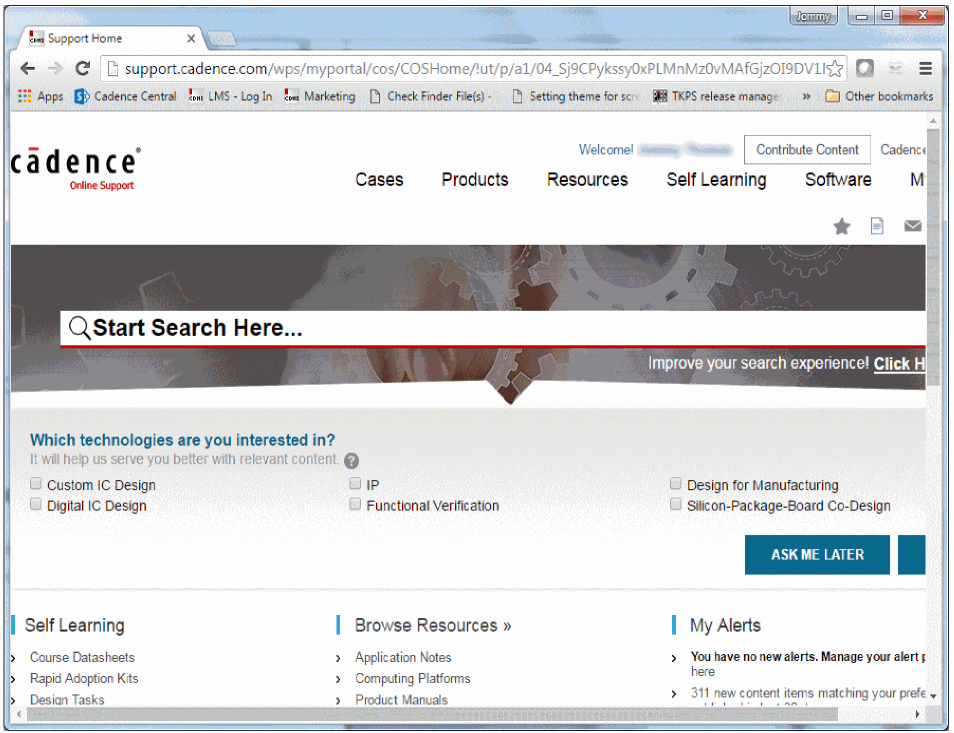 Jommy
Support Home
support.cadence.com/wps/myportal/cos/COSHome/!ut/p/a1/04_Sj9CPykssy0xPLMnMz0vMAfGjzOI9DV1
Apps Cadence Central LMS - Log In Marketing Check Finder File(s) - Setting theme for scr TKPS release manage » Other bookmarks
Welcome! Contribute Content Cadence
cādence®
Online Support
Cases Products Resources Self Learning Software M
Start Search Here...
Improve your search experience! Click H
Which technologies are you interested in?
It will help us serve you better with relevant content. ?
Custom IC Design IP Design for Manufacturing
Digital IC Design Functional Verification Silicon-Package-Board Co-Design
ASK ME LATER
Self Learning Browse Resources » My Alerts
› Course Datasheets › Application Notes › You have no new alerts. Manage your alert p
here
› Rapid Adoption Kits › Computing Platforms
› Design Tasks › Product Manuals › 311 new content items matching your prefe